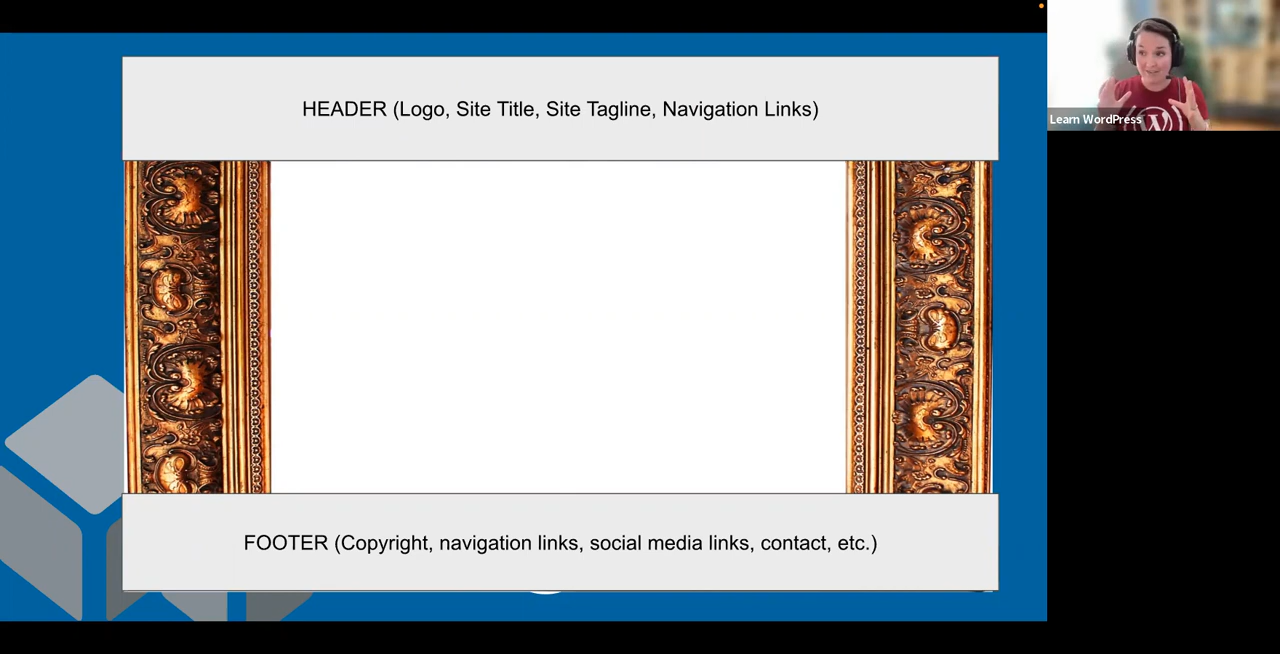 HEADER (Logo, Site Title, Site Tagline, Navigation Links)
Learn WordPress
FOOTER (Copyright, navigation links, social media links, contact, etc.)